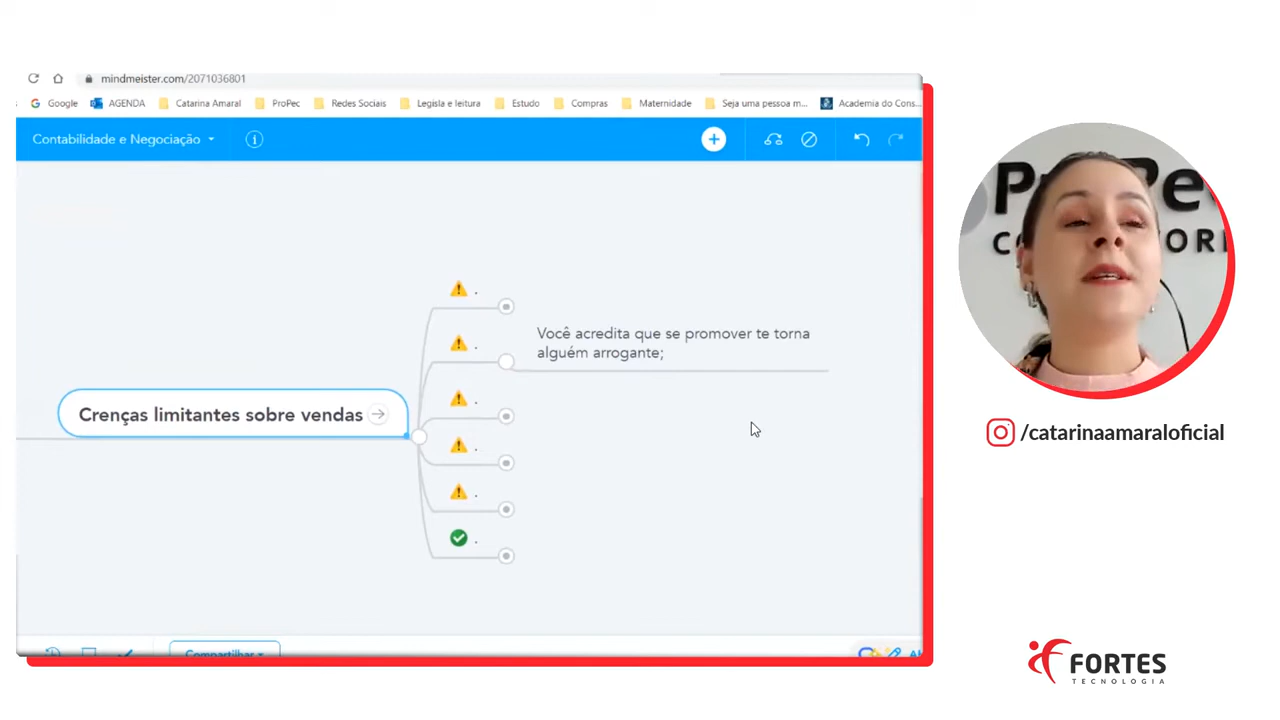 mindmeister.com/2071036801
Google AGENDA Catarina Amaral ProPec Redes Sociais Legisla e leitura Estudo Compras Maternidade Seja uma pessoa m... Academia do Cons...
Contabilidade e Negociação
Você acredita que se promover te torna
alguém arrogante;
Crenças limitantes sobre vendas
Compartilhar
/catarinaamaraloficial
FORTES
TECNOLOGIA